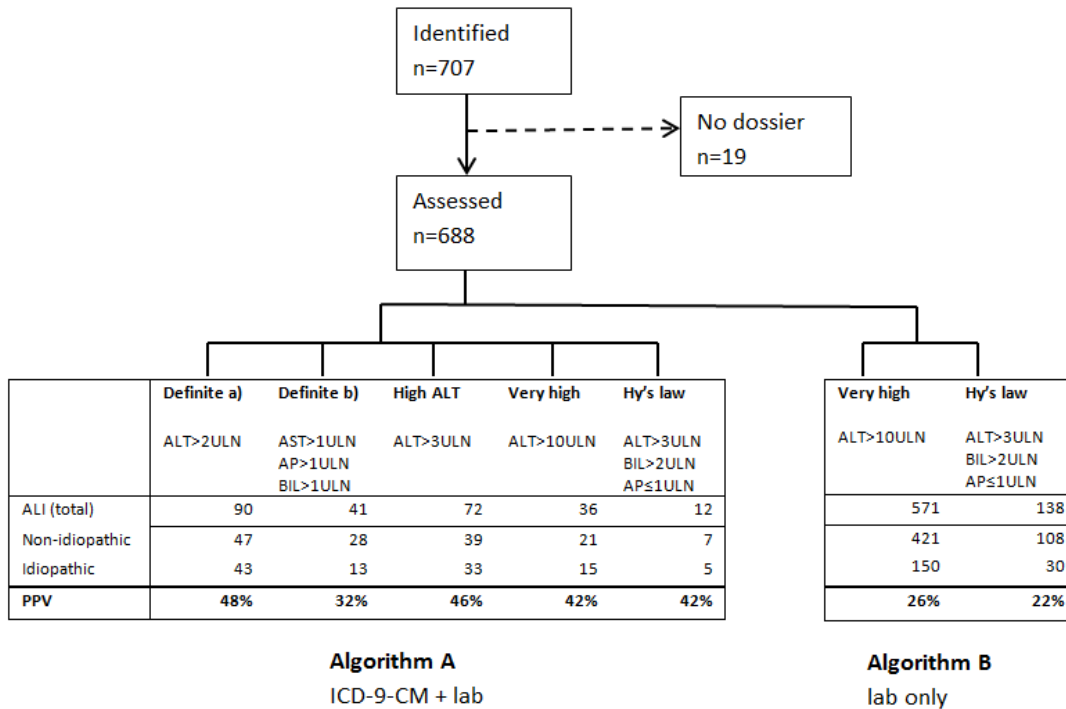 Identified
n=707
No dossier
n=19
Assessed
n=688
Definite a) Definite b) High ALT Very high Hy's law
ALT>2ULN AST>1ULN ALT>3ULN ALT>10ULN ALT>3ULN
AP>1ULN BIL>2ULN
BIL>1ULN AP≤1ULN
ALI (total) 90 41 72 36 12
Non-idiopathic 47 28 39 21 7
Idiopathic 43 13 33 15 5
PPV 48% 32% 46% 42% 42%
Algorithm A
ICD-9-CM + lab
Very high Hy's law
ALT>10ULN ALT>3ULN
BIL>2ULN
AP≤1ULN
571 138
421 108
150 30
26% 22%
Algorithm B
lab only